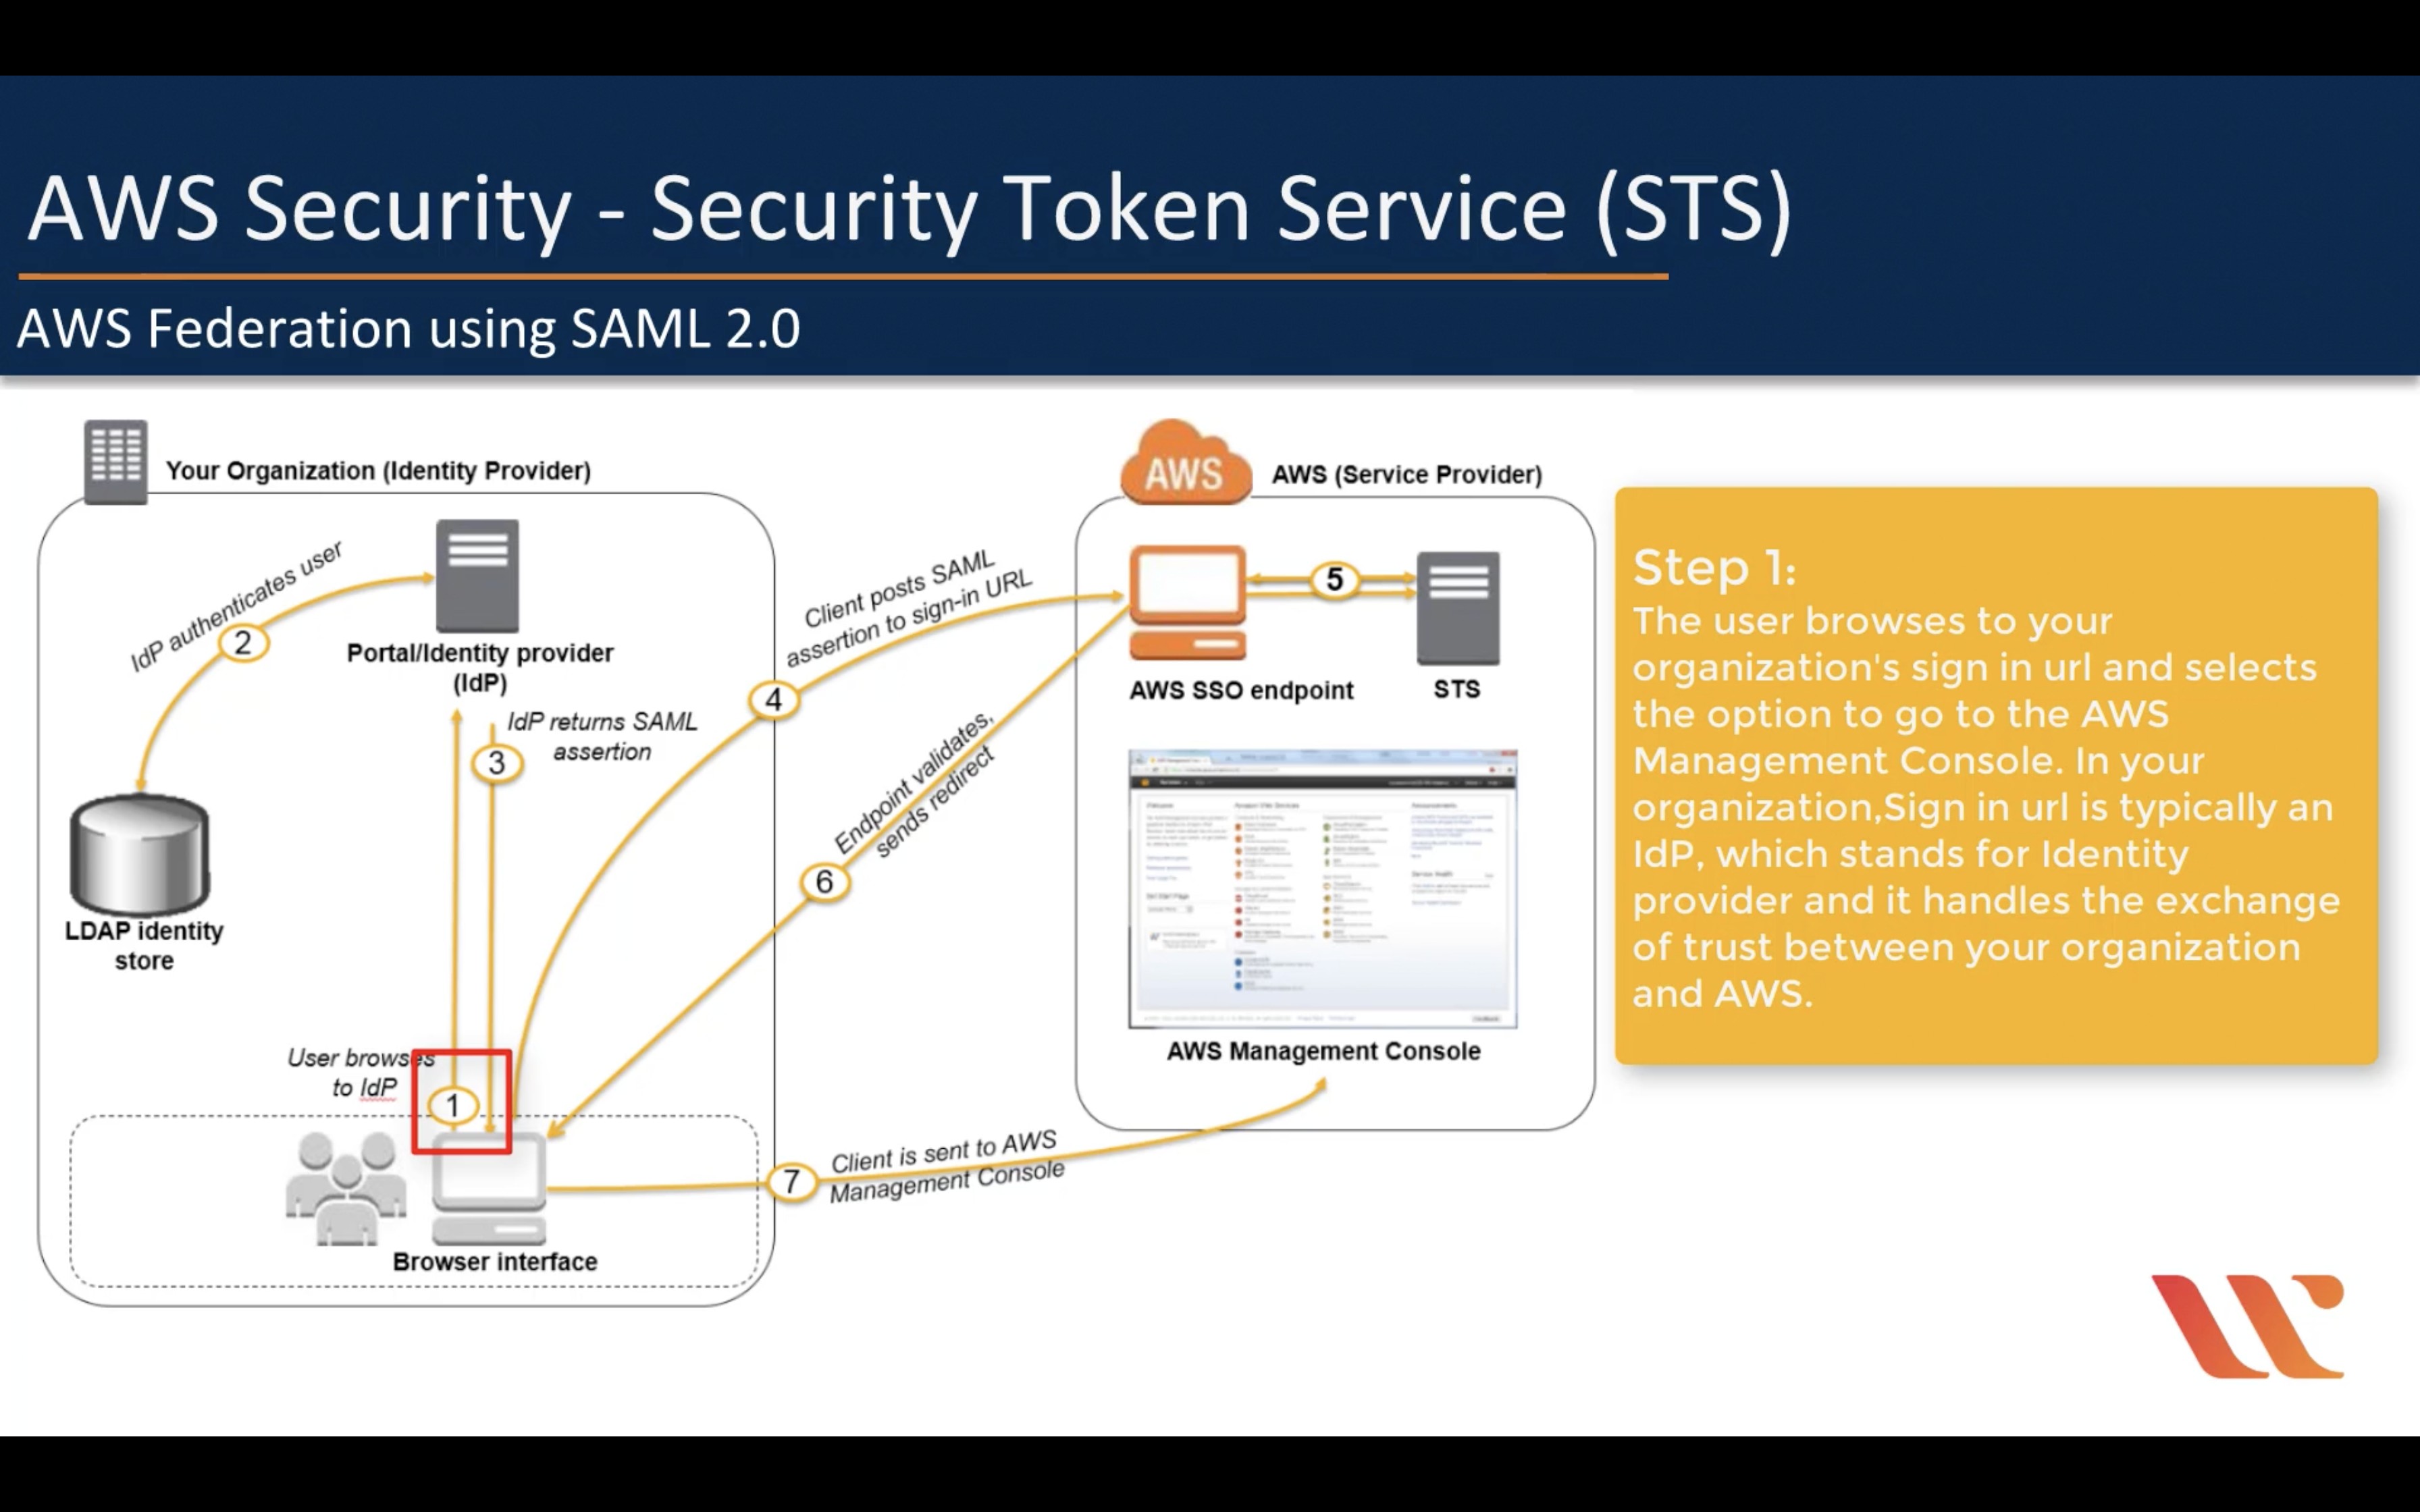 AWS Security - Security Token Service (STS)
AWS Federation using SAML 2.0
Your Organization (Identity Provider)
IdP authenticates user
2
Portal/Identity provider
(IdP)
IdP returns SAML
assertion
3
LDAP identity
store
User browses
to IdP
1
Browser interface
Client posts SAML
assertion to sign-in URL
4
Endpoint validates,
sends redirect
6
Client is sent to AWS
Management Console
7
AWS
AWS (Service Provider)
5
AWS SSO endpoint
STS
AWS Management Console
Step 1:
The user browses to your
organization's sign in url and selects
the option to go to the AWS
Management Console. In your
organization,Sign in url is typically an
IdP, which stands for Identity
provider and it handles the exchange
of trust between your organization
and AWS.